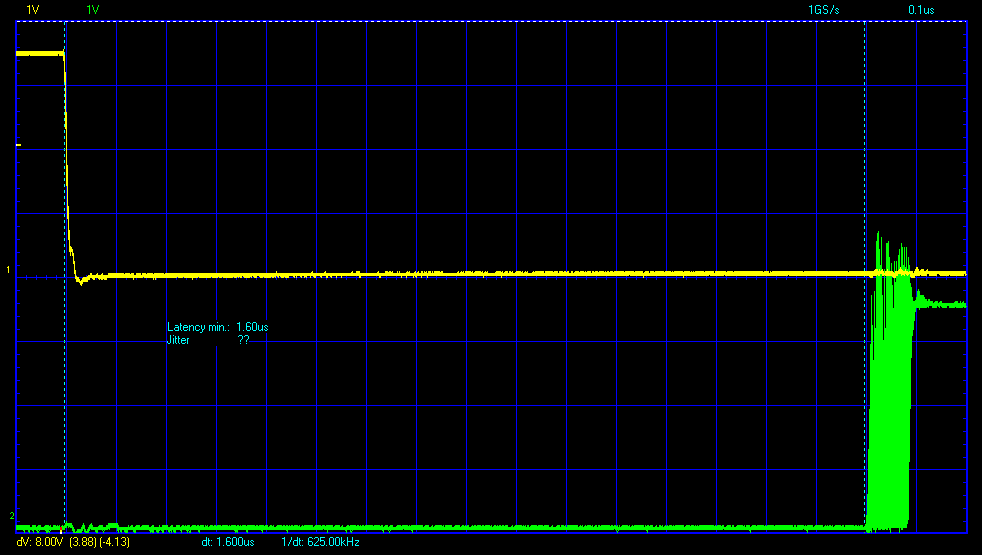 1V 1V 1GS/s 0.1us
1
Latency min.: 1.60us
Jitter ??
2
dV: 8.00V (3.88) (-4.13) dt: 1.600us 1/dt: 625.00kHz